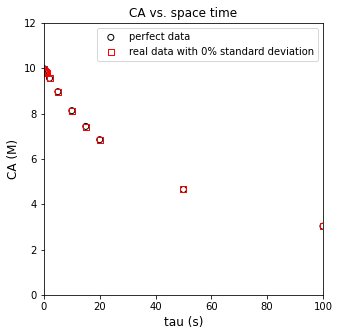 CA vs. space time
perfect data
real data with 0% standard deviation
CA (M)
12
10
8
6
4
2
0
0 20 40 60 80 100
tau (s)